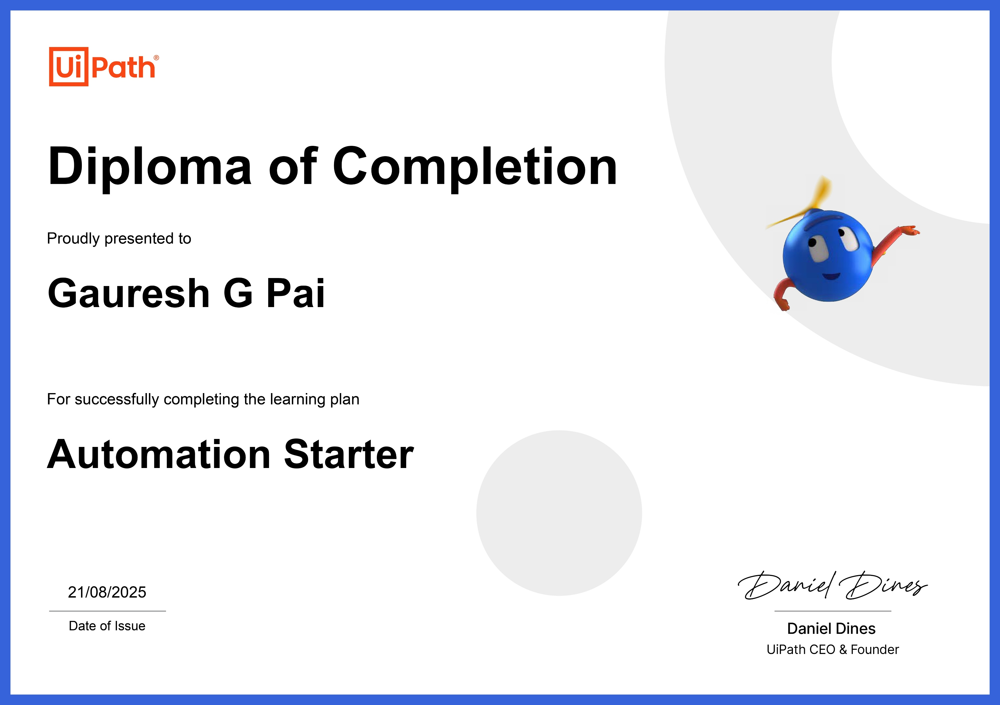 UiPath®
Diploma of Completion
Proudly presented to
Gauresh G Pai
For successfully completing the learning plan
Automation Starter
21/08/2025
Date of Issue
Daniel Dines
Daniel Dines
UiPath CEO & Founder